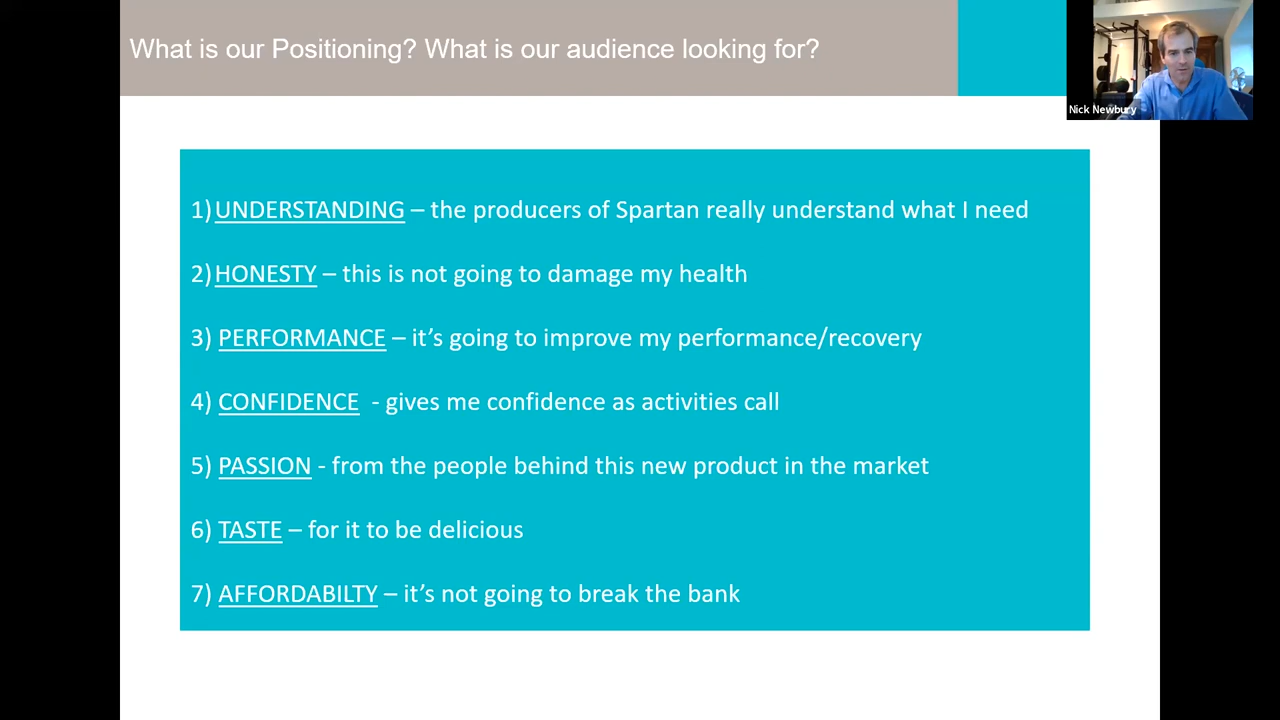 What is our Positioning? What is our audience looking for?
Nick Newbury
1) UNDERSTANDING – the producers of Spartan really understand what I need
2) HONESTY – this is not going to damage my health
3) PERFORMANCE – it’s going to improve my performance/recovery
4) CONFIDENCE - gives me confidence as activities call
5) PASSION - from the people behind this new product in the market
6) TASTE – for it to be delicious
7) AFFORDABILTY – it’s not going to break the bank